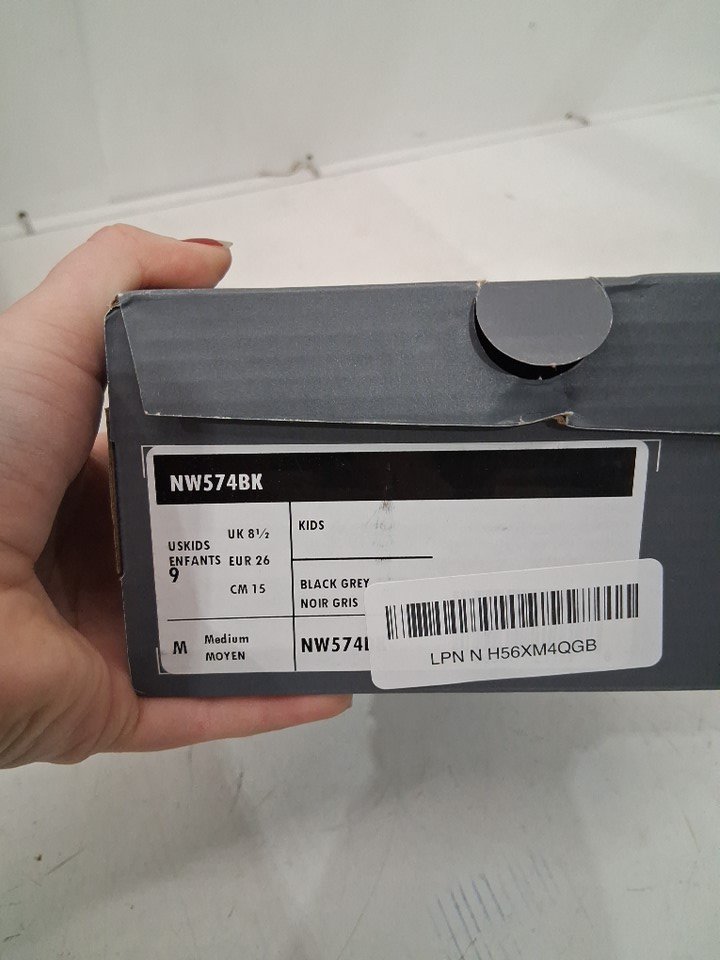 NW574BK
USKIDS
ENFANTS
9
UK 8½
EUR 26
CM 15
KIDS
BLACK GREY
NOIR GRIS
M
Medium
MOYEN
LPN N H56XM4QGB